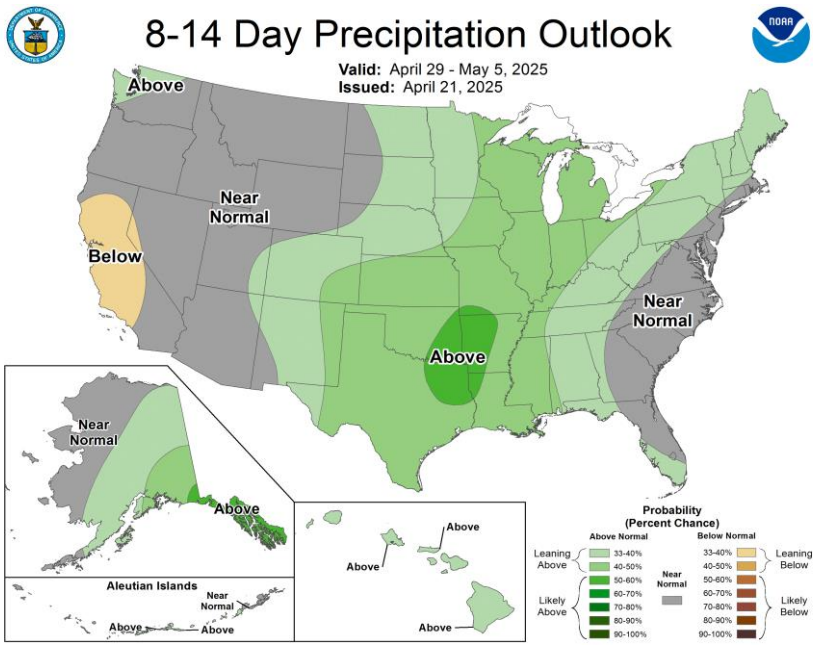 8-14 Day Precipitation Outlook
Valid: April 29 - May 5, 2025
Issued: April 21, 2025
NOAA
Above
Near
Normal
Below
Above
Near
Normal
Near
Normal
Above
Aleutian Islands
Near
Normal
Above
Above
Above
Above
Above
Probability
(Percent Chance)
Above Normal
Below Normal
Leaning
Above
33-40%
40-50%
Likely
Above
50-60%
60-70%
70-80%
80-90%
90-100%
Near
Normal
33-40%
40-50%
Leaning
Below
50-60%
60-70%
70-80%
80-90%
90-100%
Likely
Below